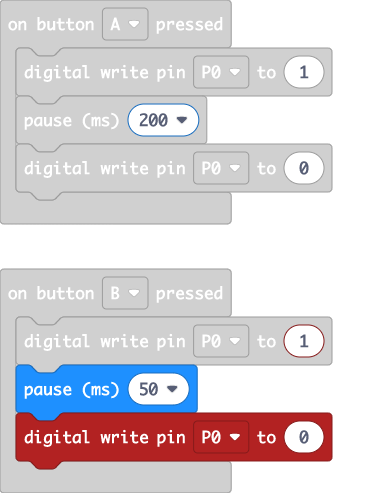 on button A pressed
digital write pin P0 to 1
pause (ms) 200
digital write pin P0 to 0
on button B pressed
digital write pin P0 to 1
pause (ms) 50
digital write pin P0 to 0